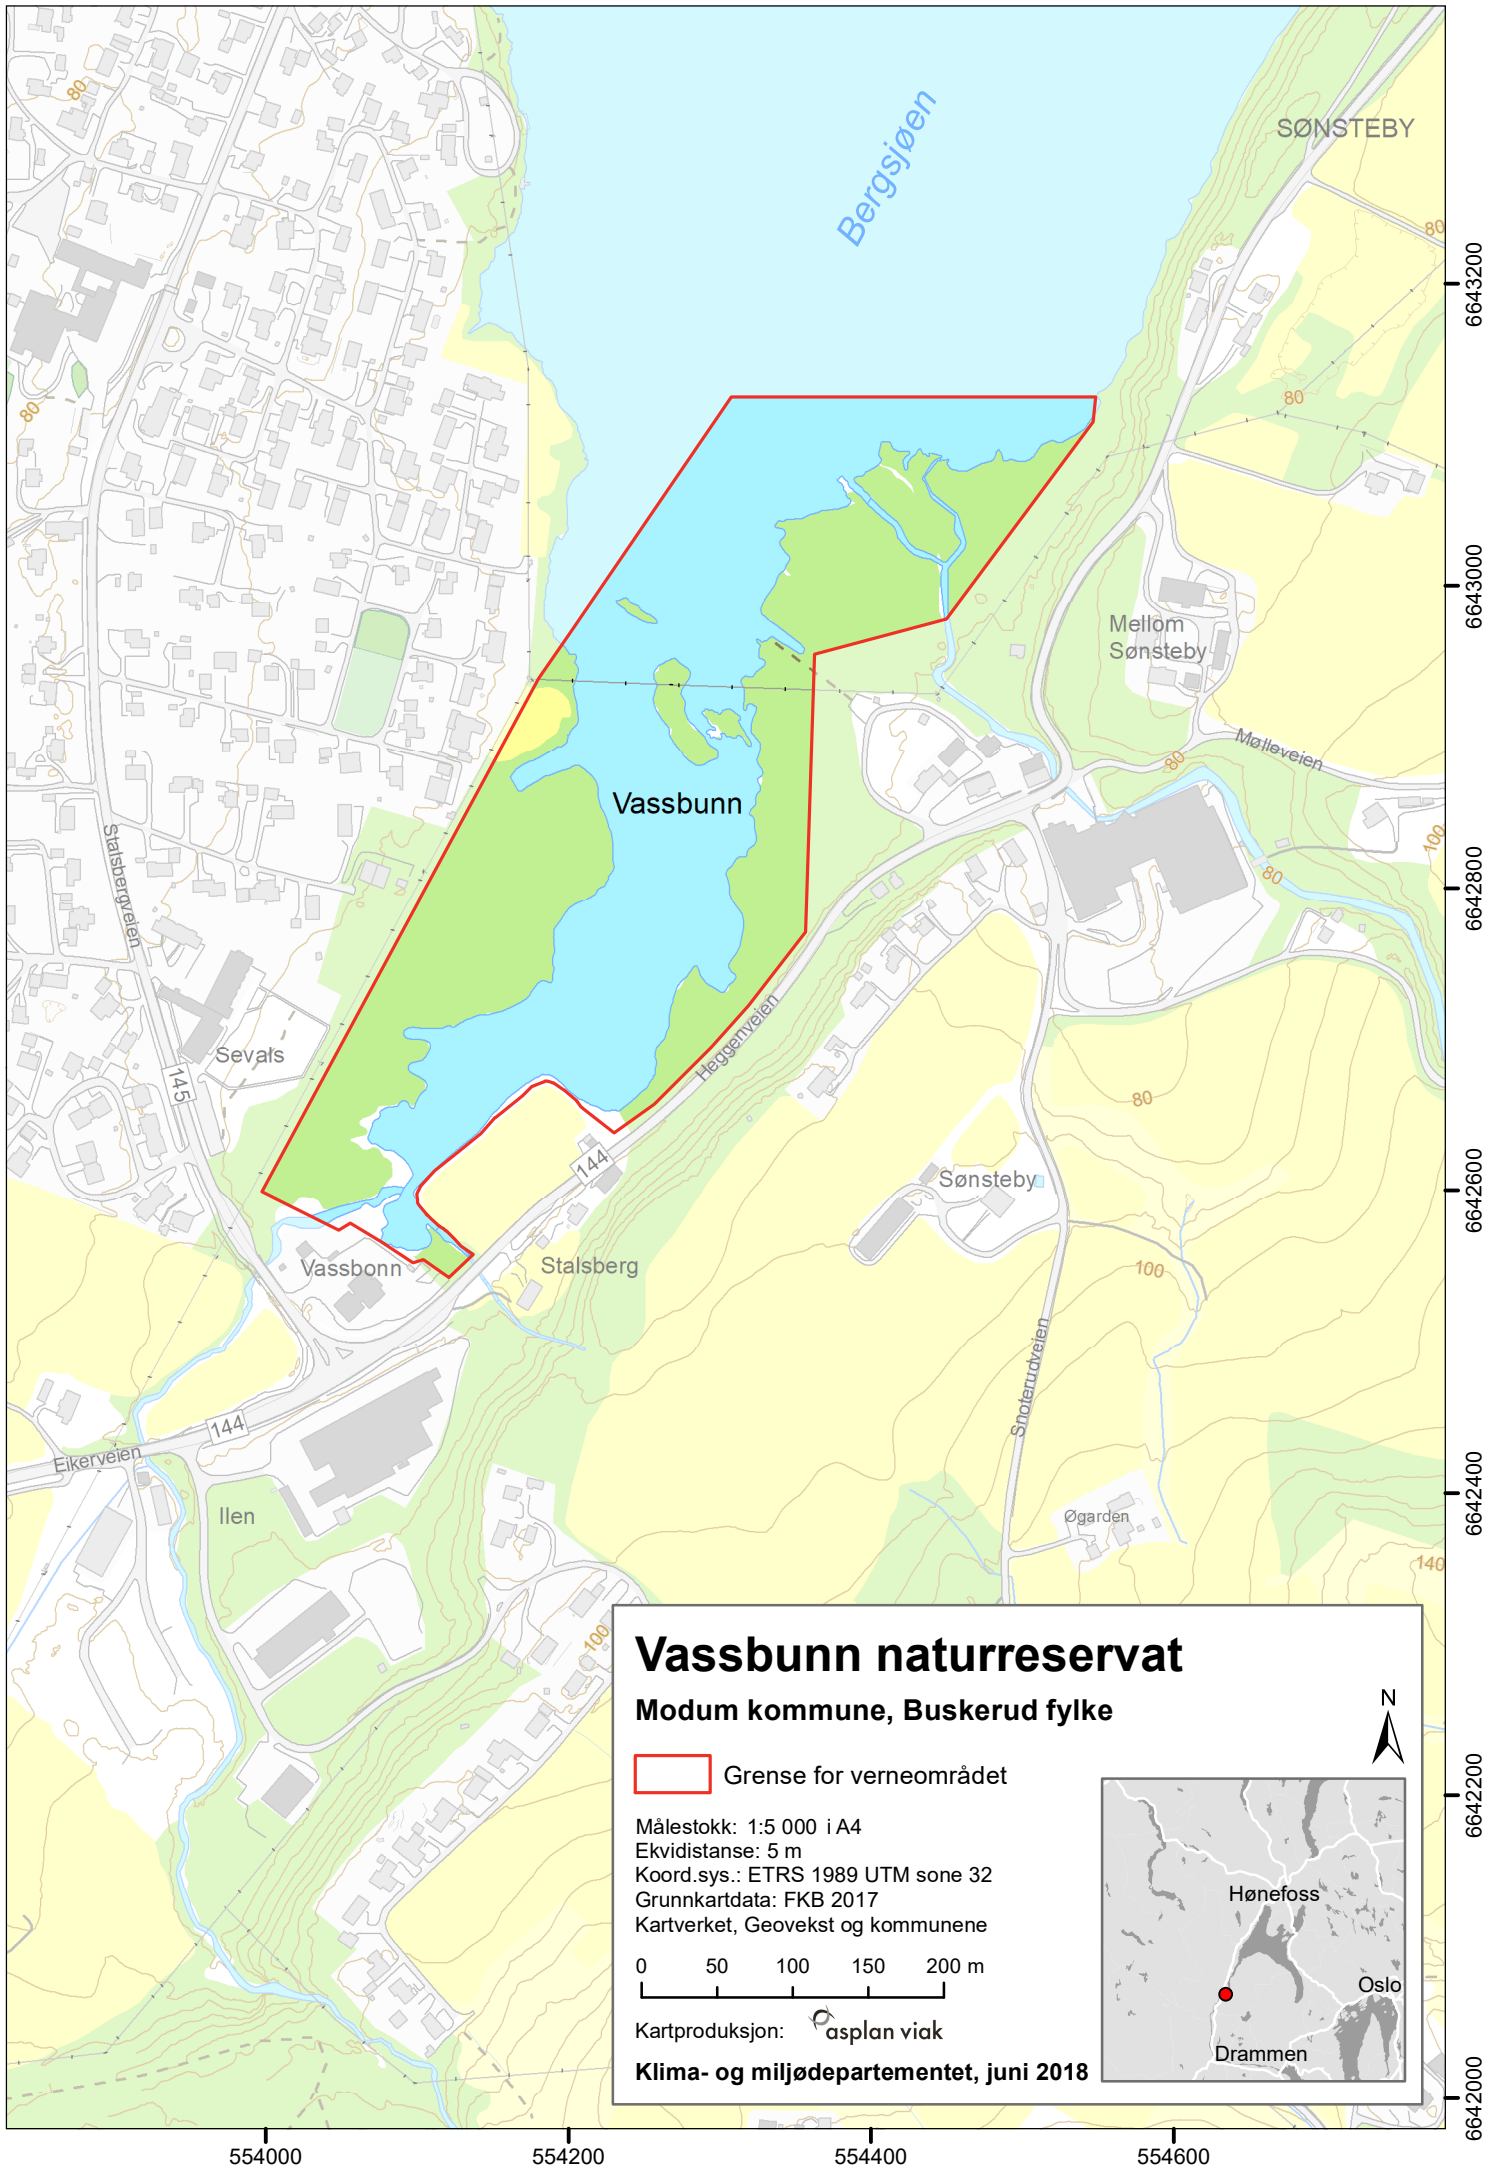 80
Bergsjøen
SØNSTEBY
80
6643200
80
80
6643000
Mellom
Sønsteby
Mølleveien
80
Vassbunn
Stalsbergveien
100
80
6642800
Heggenveien
Sevals
145
80
144
Sønsteby
6642600
Vassbonn
Stalsberg
100
Snoterudveien
144
Eikerveien
Ilen
Øgarden
6642400
140
100
Vassbunn naturreservat
Modum kommune, Buskerud fylke
N
Grense for verneområdet
Målestokk: 1:5 000 i A4
Ekvidistanse: 5 m
Koord.sys.: ETRS 1989 UTM sone 32
Grunnkartdata: FKB 2017
Kartverket, Geovekst og kommunene
0 50 100 150 200 m
Kartproduksjon: asplan viak
Klima- og miljødepartementet, juni 2018
Hønefoss
Oslo
Drammen
6642200
6642000
554000 554200 554400 554600